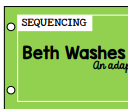 SEQUENCING
Beth Washes
An adap